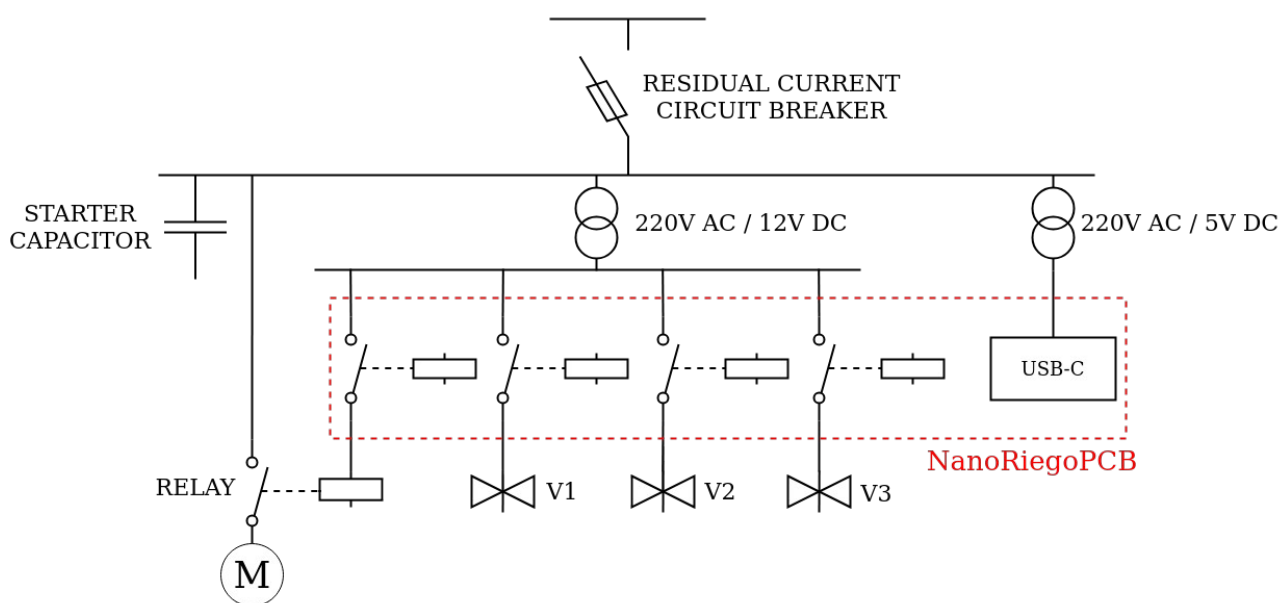 RESIDUAL CURRENT
CIRCUIT BREAKER
STARTER
CAPACITOR
220V AC / 12V DC
220V AC / 5V DC
USB-C
NanoRiegoPCB
RELAY
V1
V2
V3
M